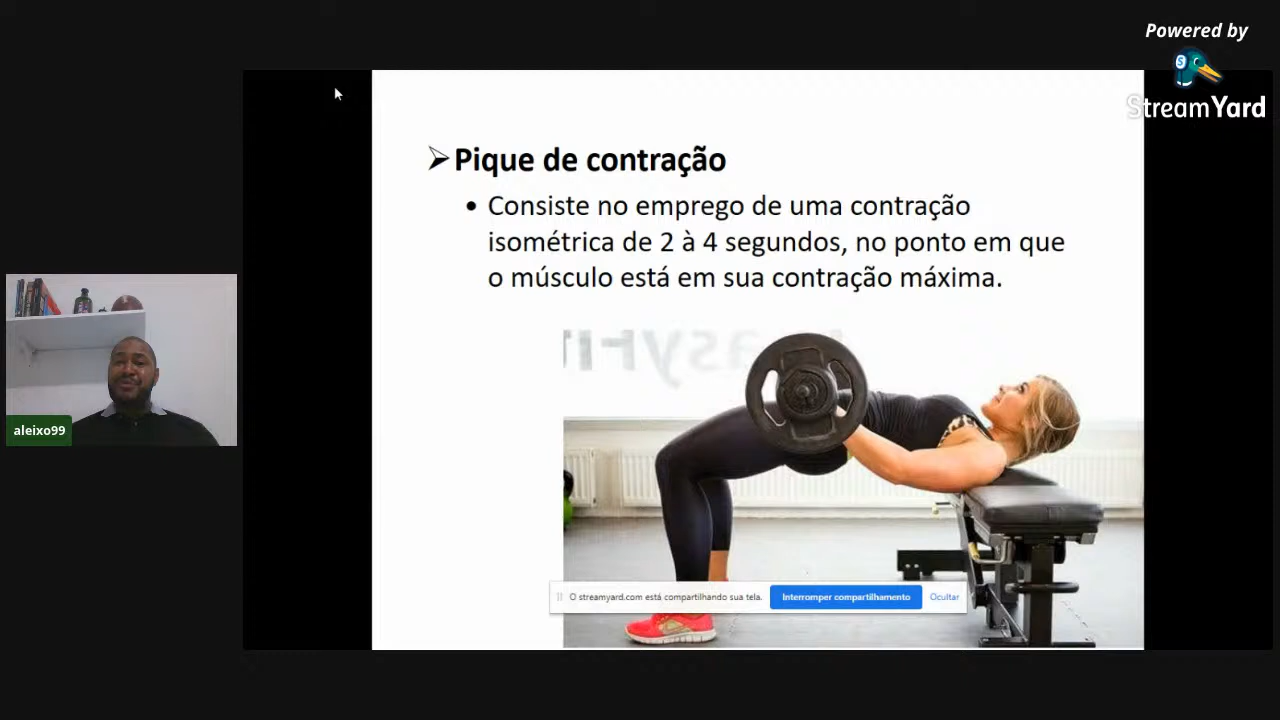 Powered by
StreamYard
Pique de contração
• Consiste no emprego de uma contração
isométrica de 2 à 4 segundos, no ponto em que
o músculo está em sua contração máxima.
aleixo99
O streamyard.com está compartilhando sua tela.
Interromper compartilhamento
Ocultar